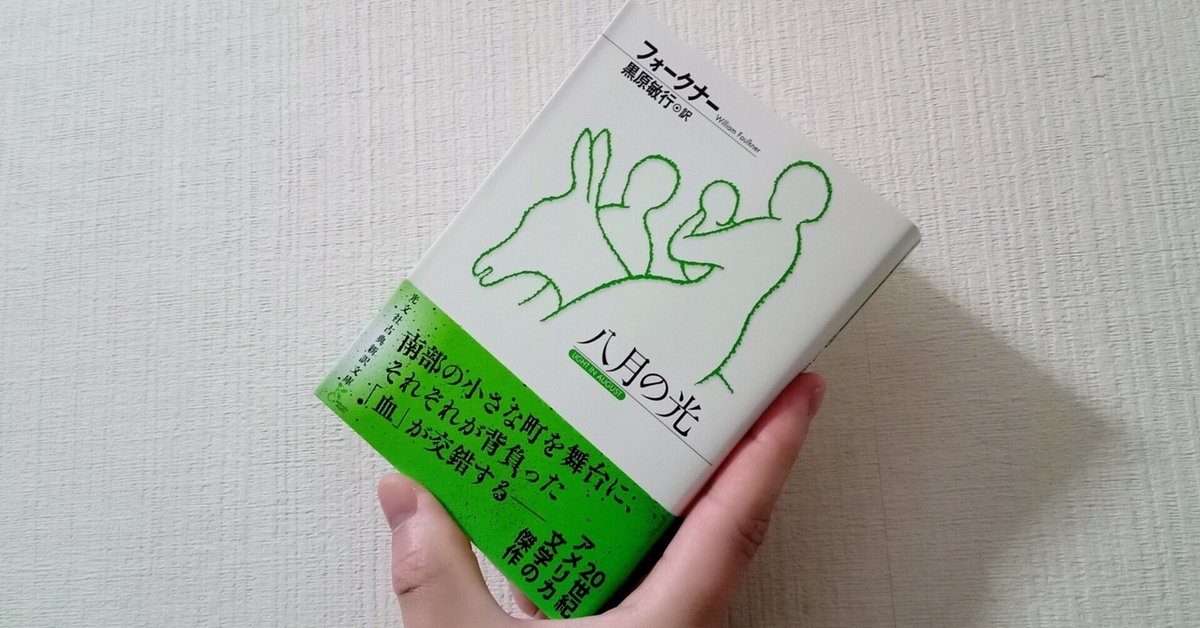 フォークナー
William Faulkner
黒原敏行◉訳
八月の光
LIGHT IN AUGUST
光文社古典新訳文庫
南部の小さな町を舞台に、
それぞれが背負った
「血」が交錯する──
20世紀
アメリカ
文学の
傑作の